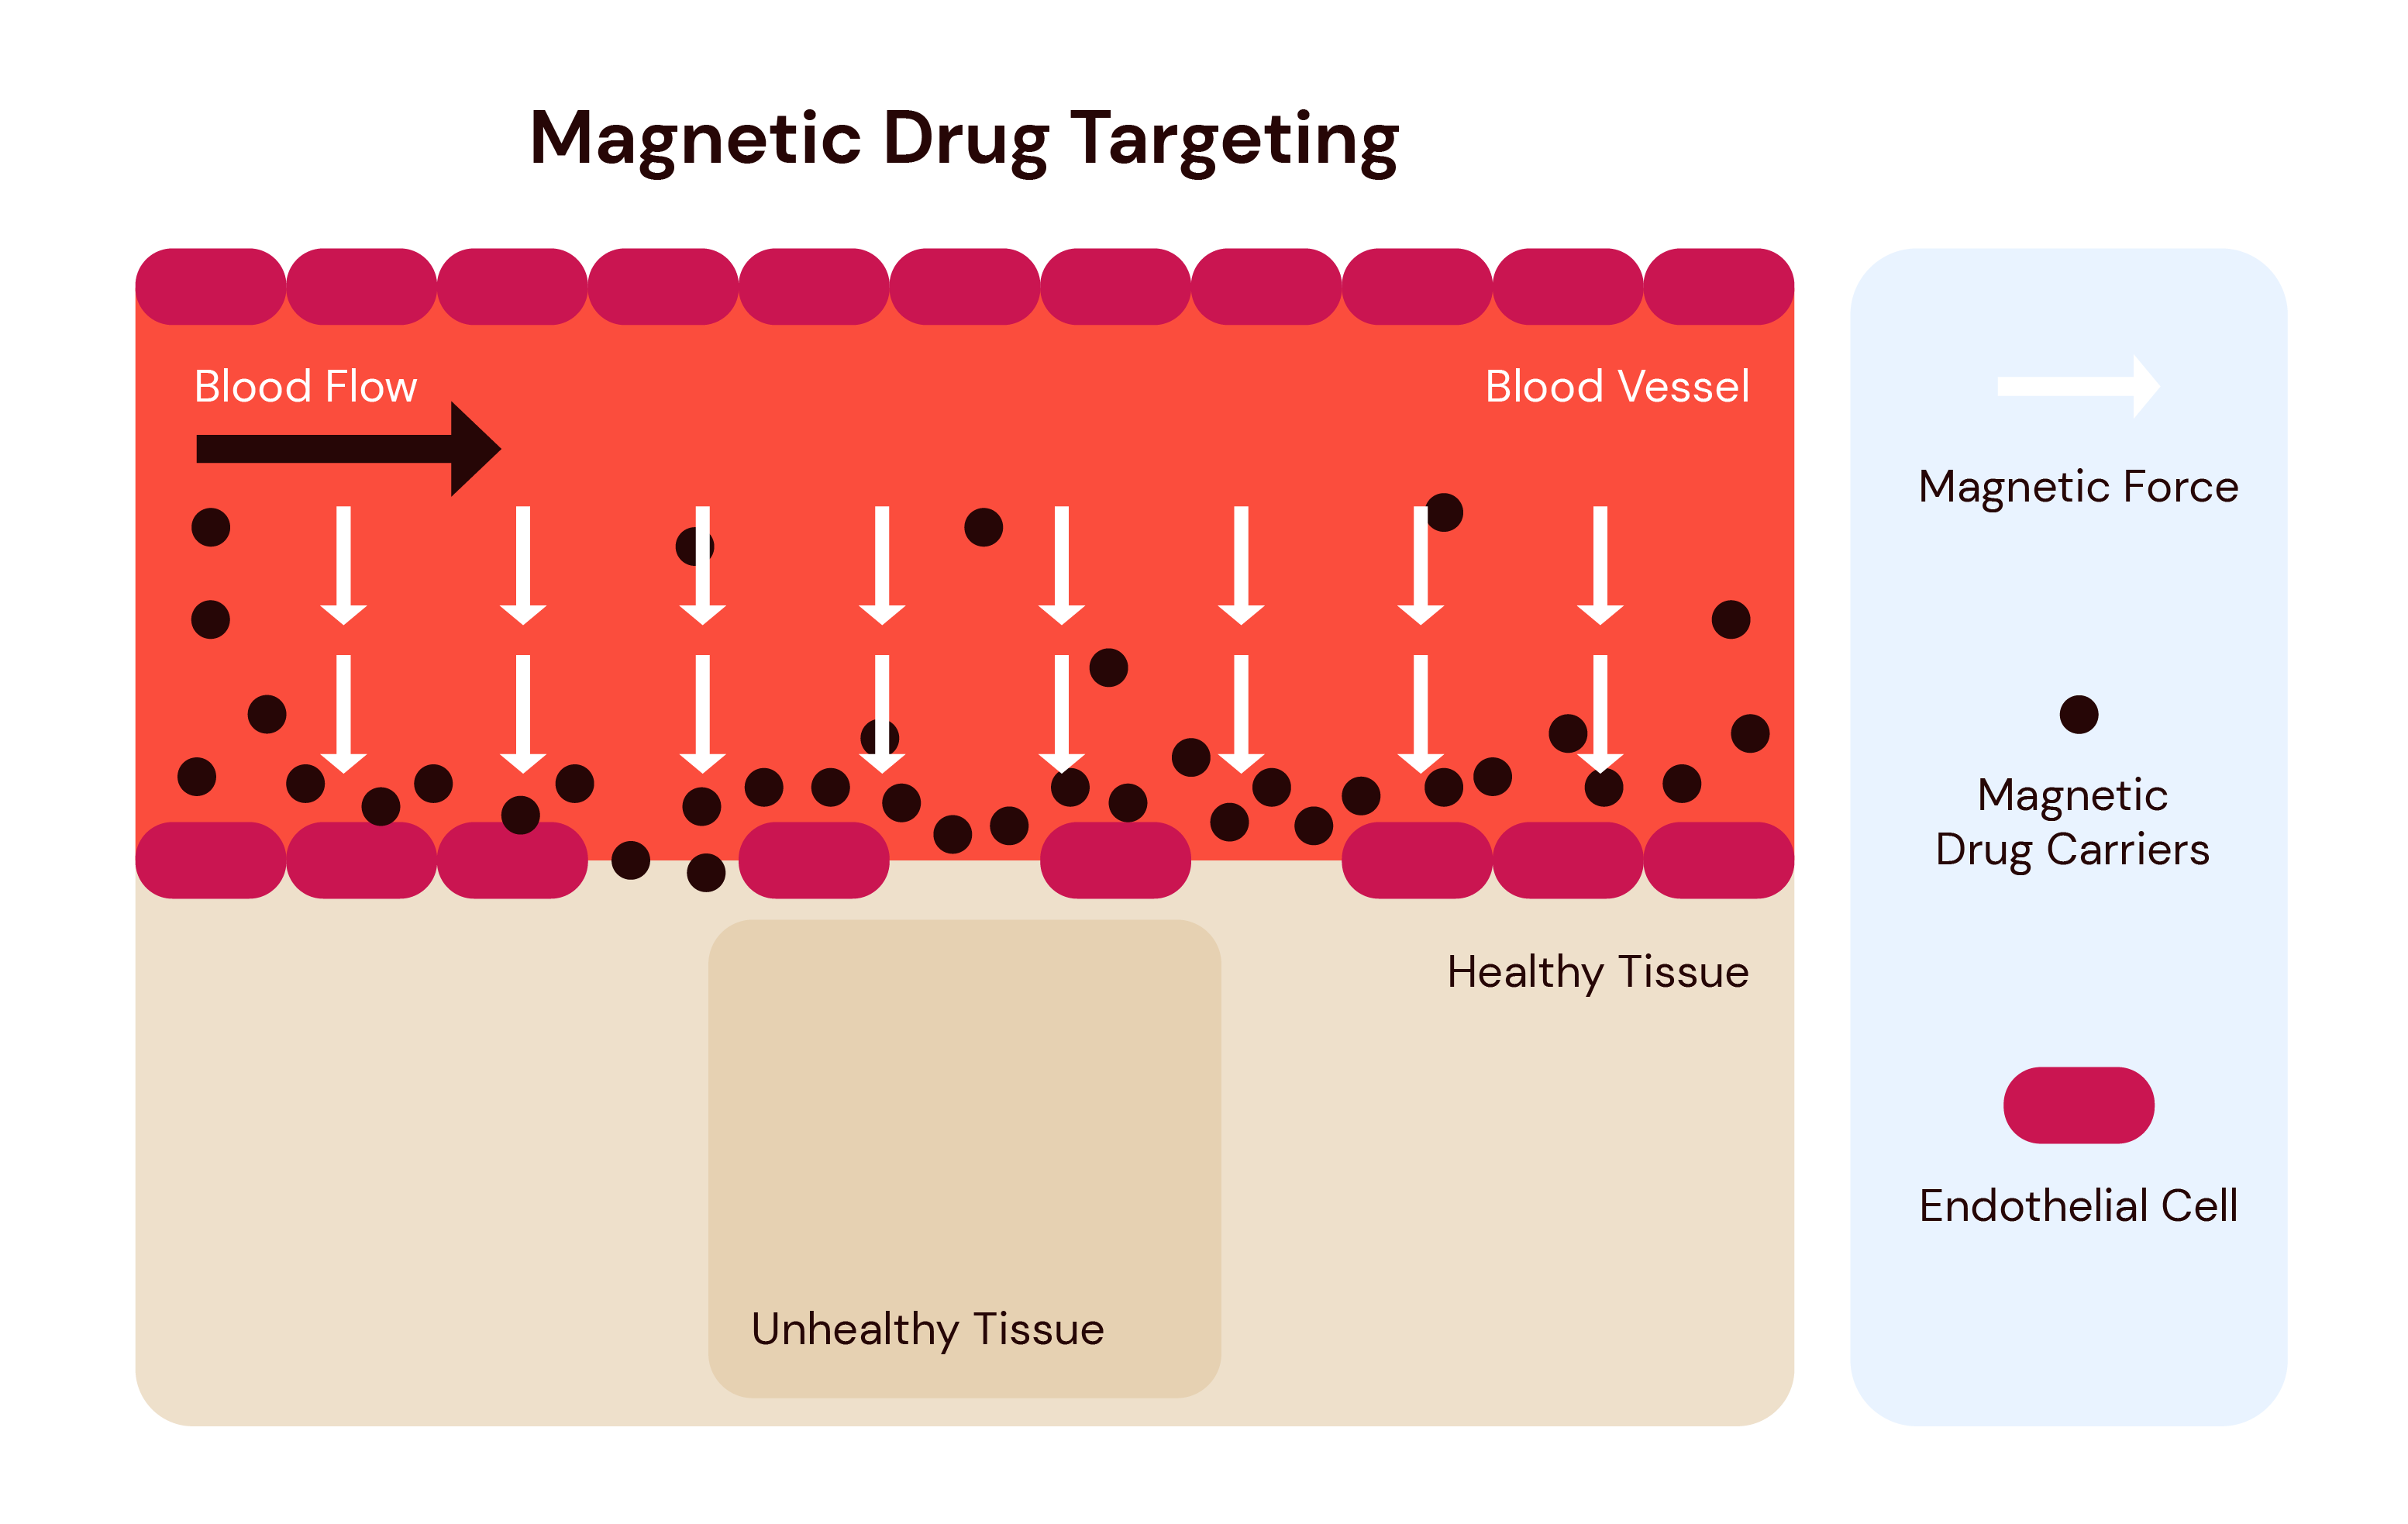 Magnetic Drug Targeting
Blood Flow
Blood Vessel
Healthy Tissue
Unhealthy Tissue
Magnetic Force
Magnetic
Drug Carriers
Endothelial Cell